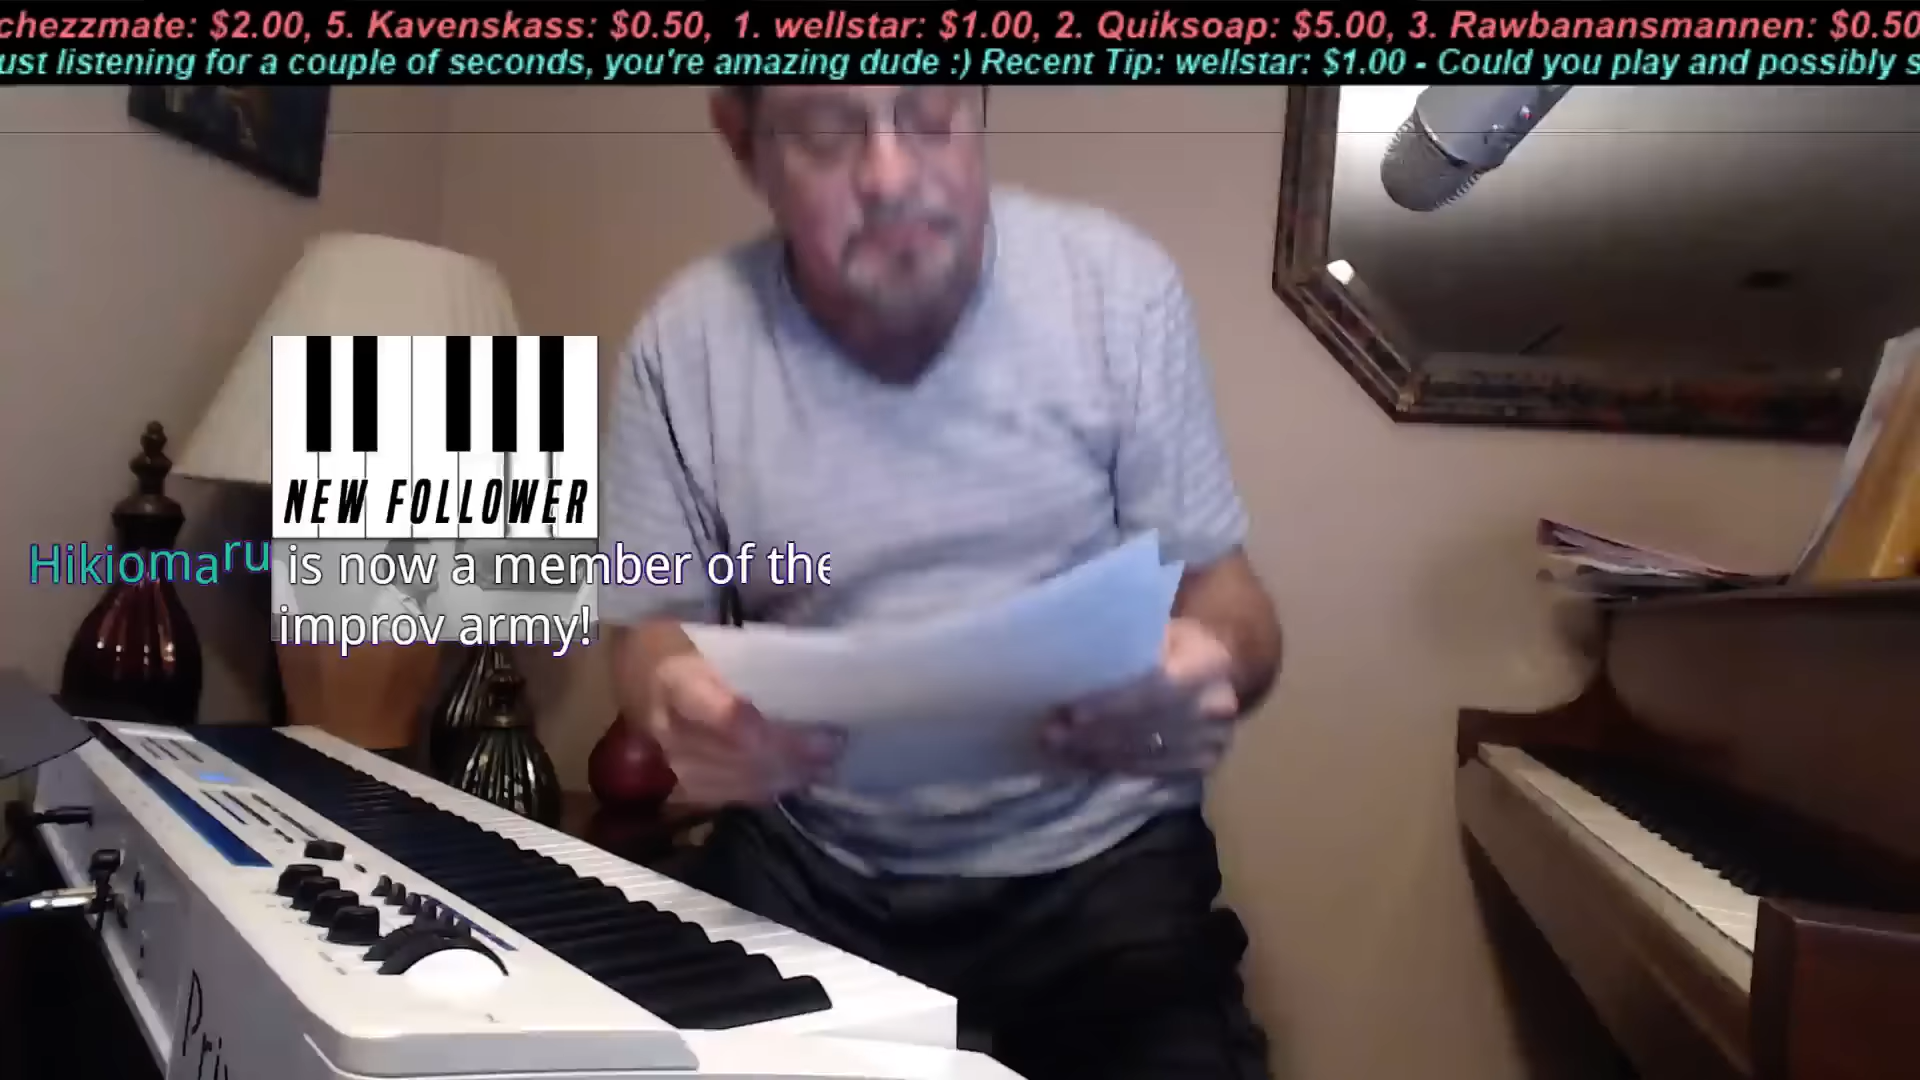 chezzmate: $2.00, 5. Kavenskass: $0.50, 1. wellstar: $1.00, 2. Quiksoap: $5.00, 3. Rawbanansmannen: $0.50
ust listening for a couple of seconds, you're amazing dude :) Recent Tip: wellstar: $1.00 - Could you play and possibly s
NEW FOLLOWER
Hikiomaru is now a member of the
improv army!
Pri